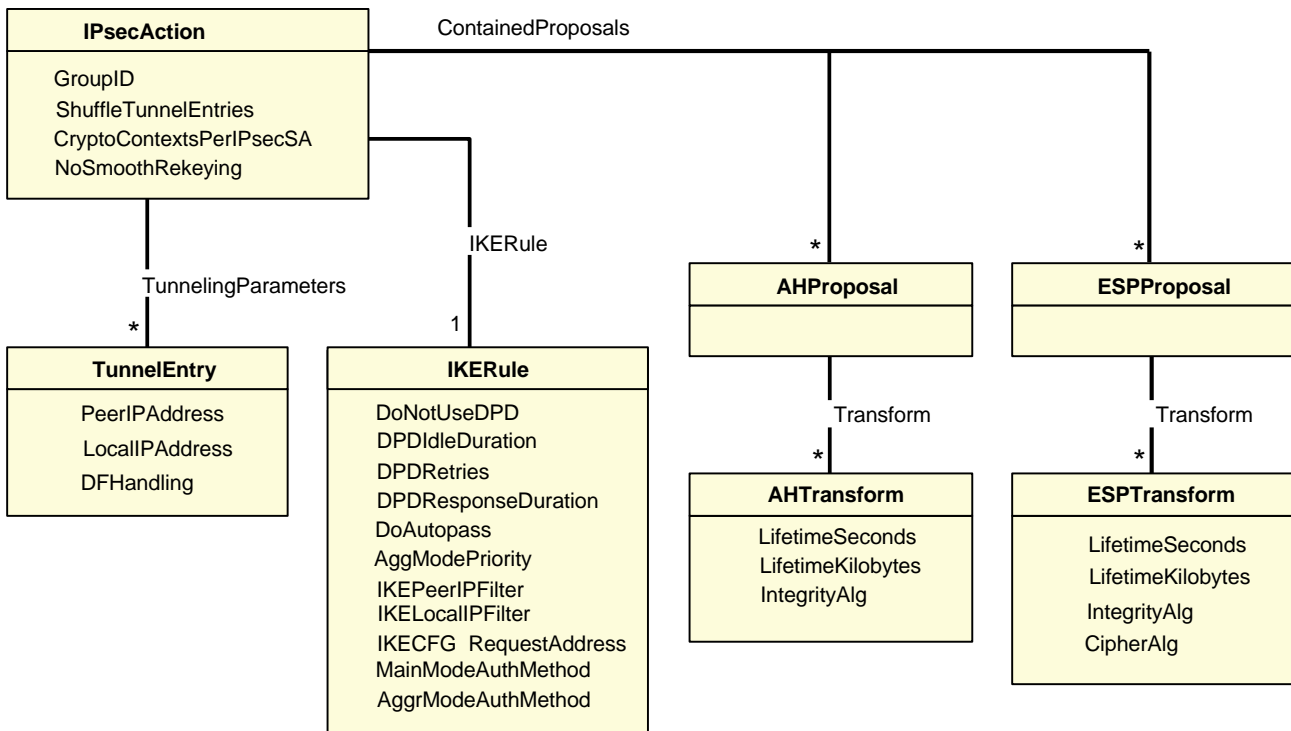 IPsecAction
GroupID
ShuffleTunnelEntries
CryptoContextsPerIPsecSA
NoSmoothRekeying
ContainedProposals
TunnelingParameters
*
IKERule
1
*
*
TunnelEntry
PeerIPAddress
LocalIPAddress
DFHandling
IKERule
DoNotUseDPD
DPDIdleDuration
DPDRetries
DPDResponseDuration
DoAutopass
AggModePriority
IKEPeerIPFilter
IKELocalIPFilter
IKECFG RequestAddress
MainModeAuthMethod
AggrModeAuthMethod
AHProposal
Transform
*
AHTransform
LifetimeSeconds
LifetimeKilobytes
IntegrityAlg
ESPProposal
Transform
*
ESPTransform
LifetimeSeconds
LifetimeKilobytes
IntegrityAlg
CipherAlg